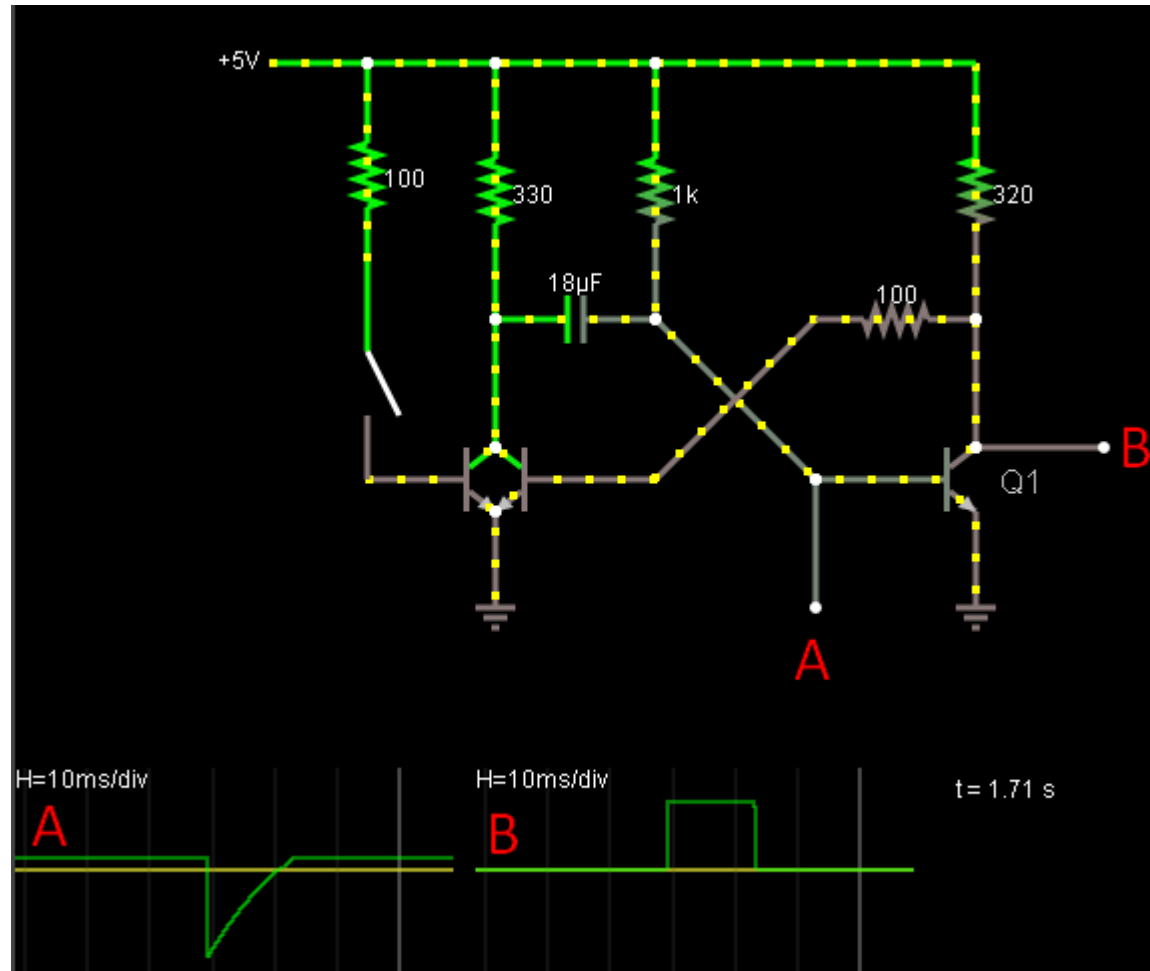 +5V
100
330
1k
320
18µF
100
B
Q1
A
H=10ms/div
A
H=10ms/div
B
t = 1.71 s